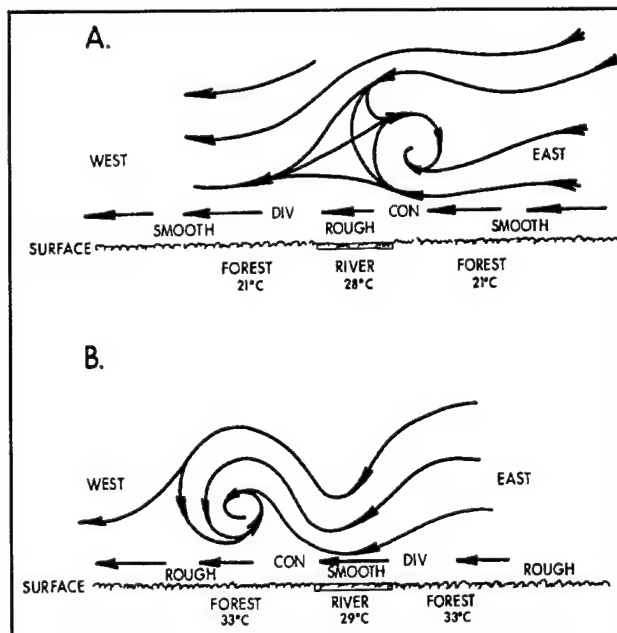 A.
WEST
EAST
DIV
CON
SMOOTH
ROUGH
SMOOTH
SURFACE
FOREST
RIVER
FOREST
21°C
28°C
21°C
B.
WEST
EAST
CON
DIV
ROUGH
SMOOTH
ROUGH
SURFACE
FOREST
RIVER
FOREST
33°C
29°C
33°C